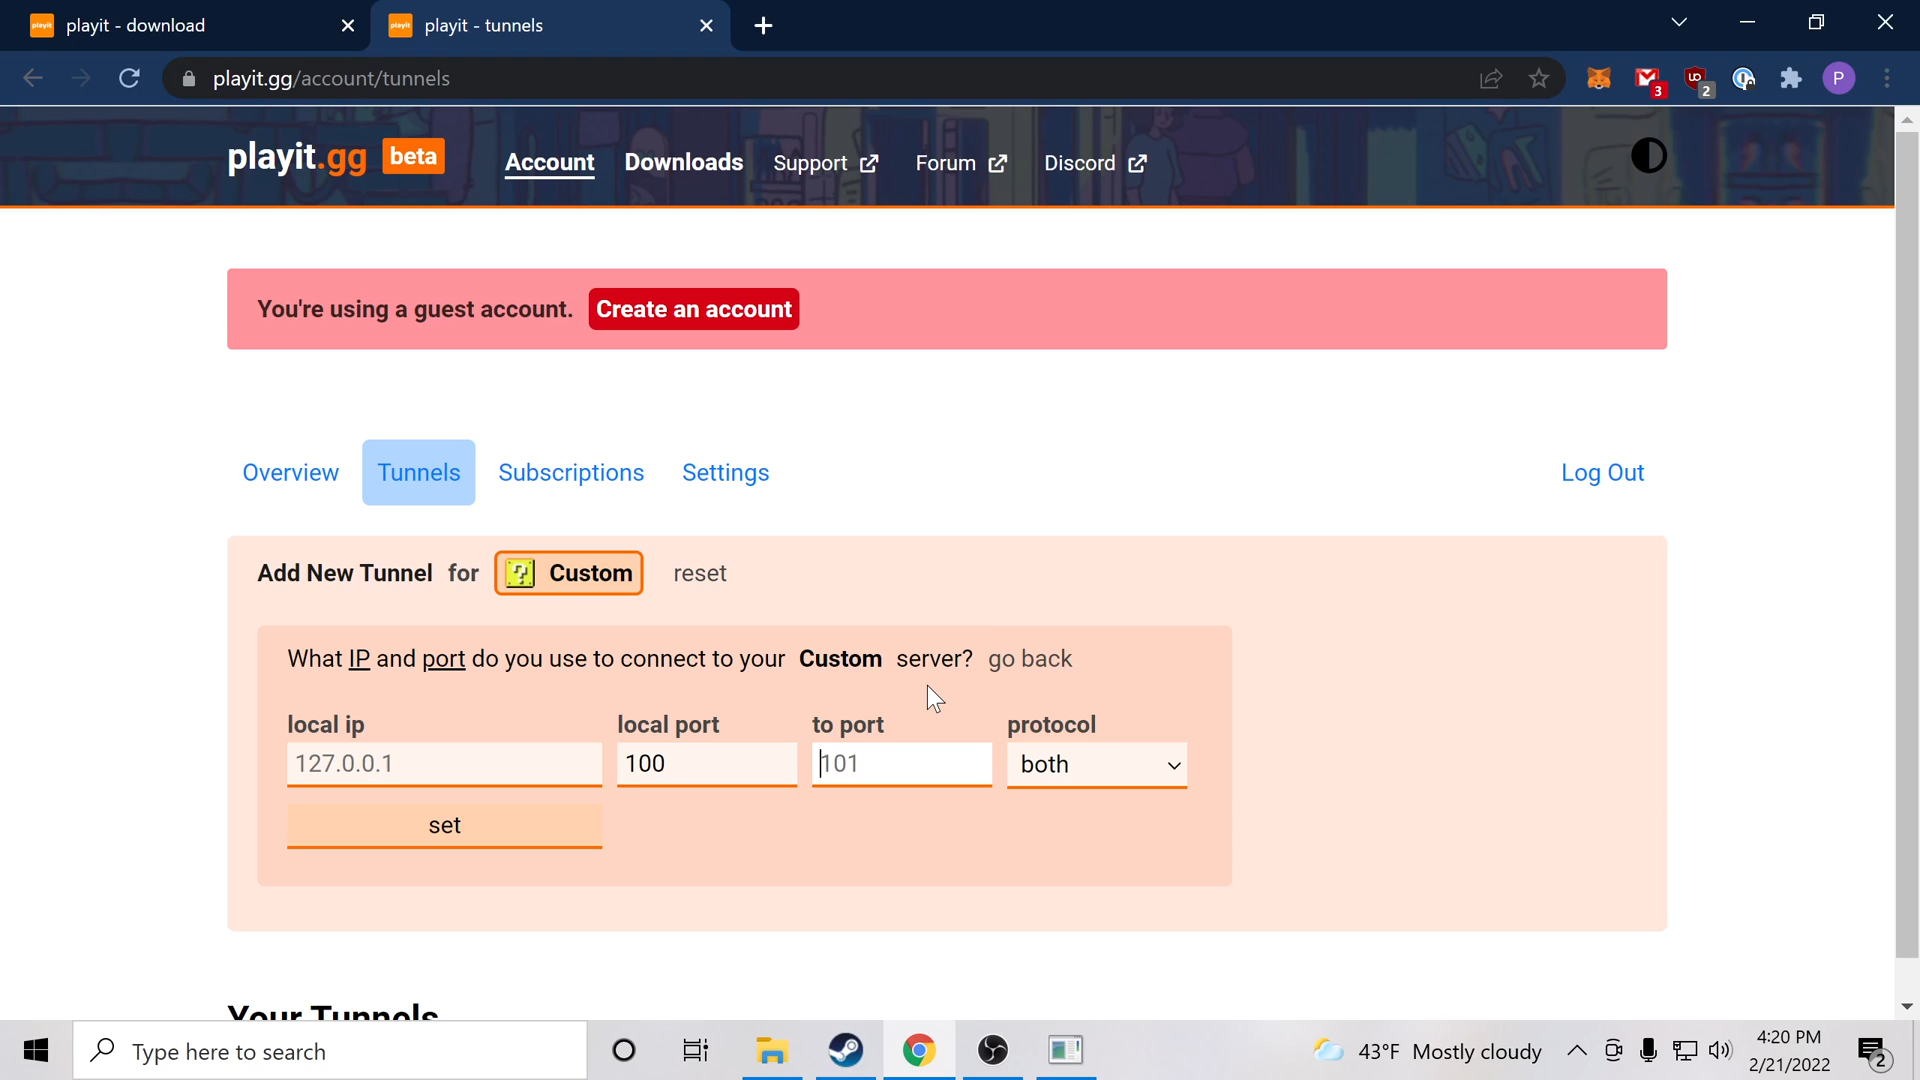 playit - download
playit - tunnels
playit.gg/account/tunnels
3
2
P
playit.gg beta
Account
Downloads
Support
Forum
Discord
You're using a guest account. Create an account
Overview
Tunnels
Subscriptions
Settings
Log Out
Add New Tunnel for ? Custom reset
What IP and port do you use to connect to your Custom server? go back
local ip
local port
to port
protocol
127.0.0.1
100
101
both
set
Your Tunnels
Type here to search
43°F Mostly cloudy
4:20 PM
2/21/2022
2